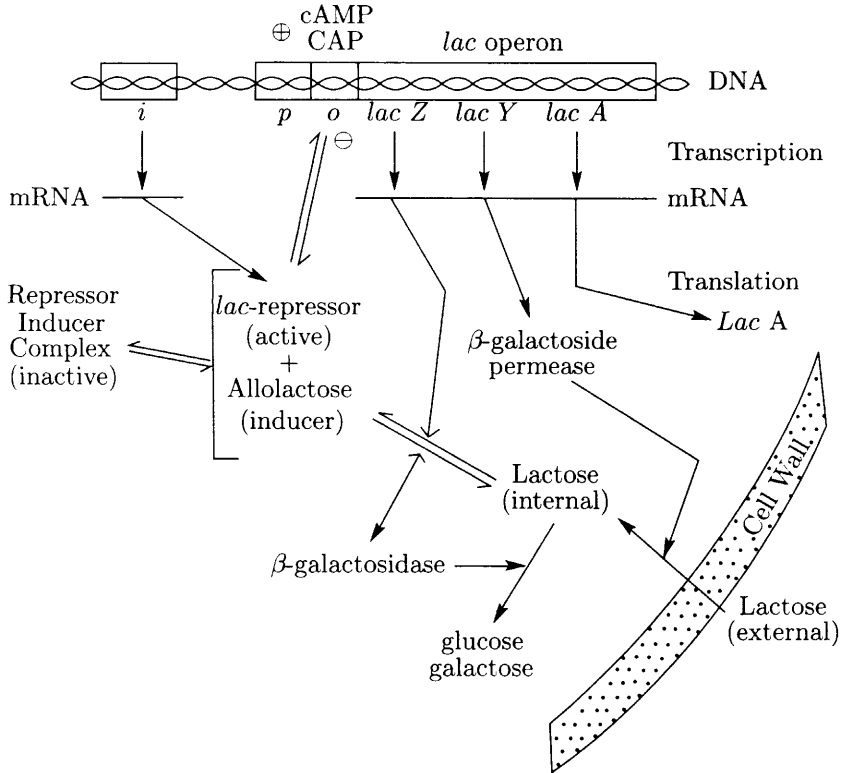 cAMP
⊕ CAP
lac operon
DNA
i p o lac Z lac Y lac A
⊖
Transcription
mRNA
mRNA
Translation
Lac A
Repressor
Inducer
Complex
(inactive)
lac-repressor
(active)
+
Allolactose
(inducer)
β-galactoside
permease
Cell Wall
Lactose
(internal)
β-galactosidase
Lactose
(external)
glucose
galactose